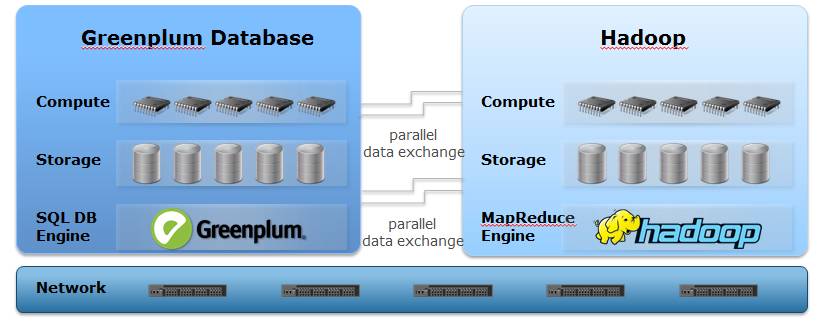 Greenplum Database
Compute
Storage
SQL DB
Engine
Greenplum.
parallel
data exchange
parallel
data exchange
Hadoop
Compute
Storage
MapReduce
Engine
hadoop
Network